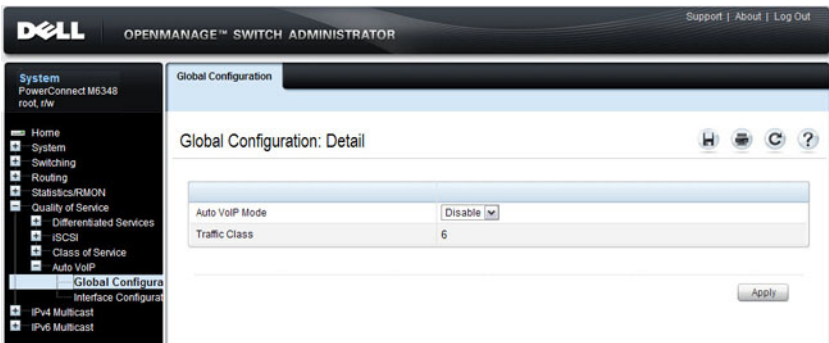 Support | About | Log Out
DELL
OPENMANAGE™ SWITCH ADMINISTRATOR
System
PowerConnect M6348
root, r/w
Global Configuration
Home
System
Switching
Routing
Statistics/RMON
Quality of Service
Differentiated Services
iSCSI
Class of Service
Auto VoIP
Global Configura
Interface Configurat
IPv4 Multicast
IPv6 Multicast
Global Configuration: Detail
?
Auto VoIP Mode Disable
Traffic Class 6
Apply